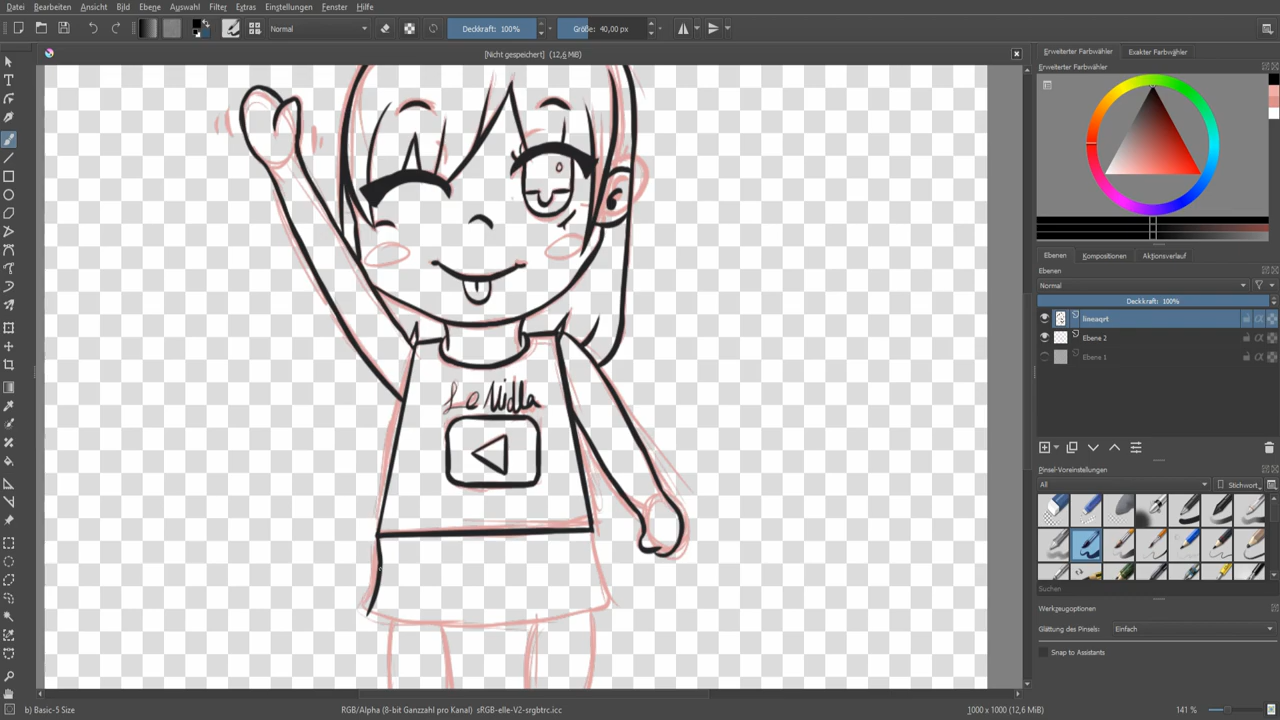 Datei Bearbeiten Ansicht Bild Ebene Auswahl Filter Extras Einstellungen Fenster Hilfe
Normal Deckkraft: 100% Größe: 40,00 px
[Nicht gespeichert] (12,6 MiB)
Erweiterter Farbwähler Exakter Farbwähler
Erweiterter Farbwähler
Ebenen Kompositionen Aktionsverlauf
Ebenen
Normal
Deckkraft: 100%
lineaqrt
Ebene 2
Ebene 1
Pinsel-Voreinstellungen
All Stichwort
Suchen
Werkzeugoptionen
Glättung des Pinsels: Einfach
Snap to Assistants
b) Basic-5 Size RGB/Alpha (8-bit Ganzzahl pro Kanal) sRGB-elle-V2-srgbtrc.icc 1000 x 1000 (12,6 MiB) 141 %